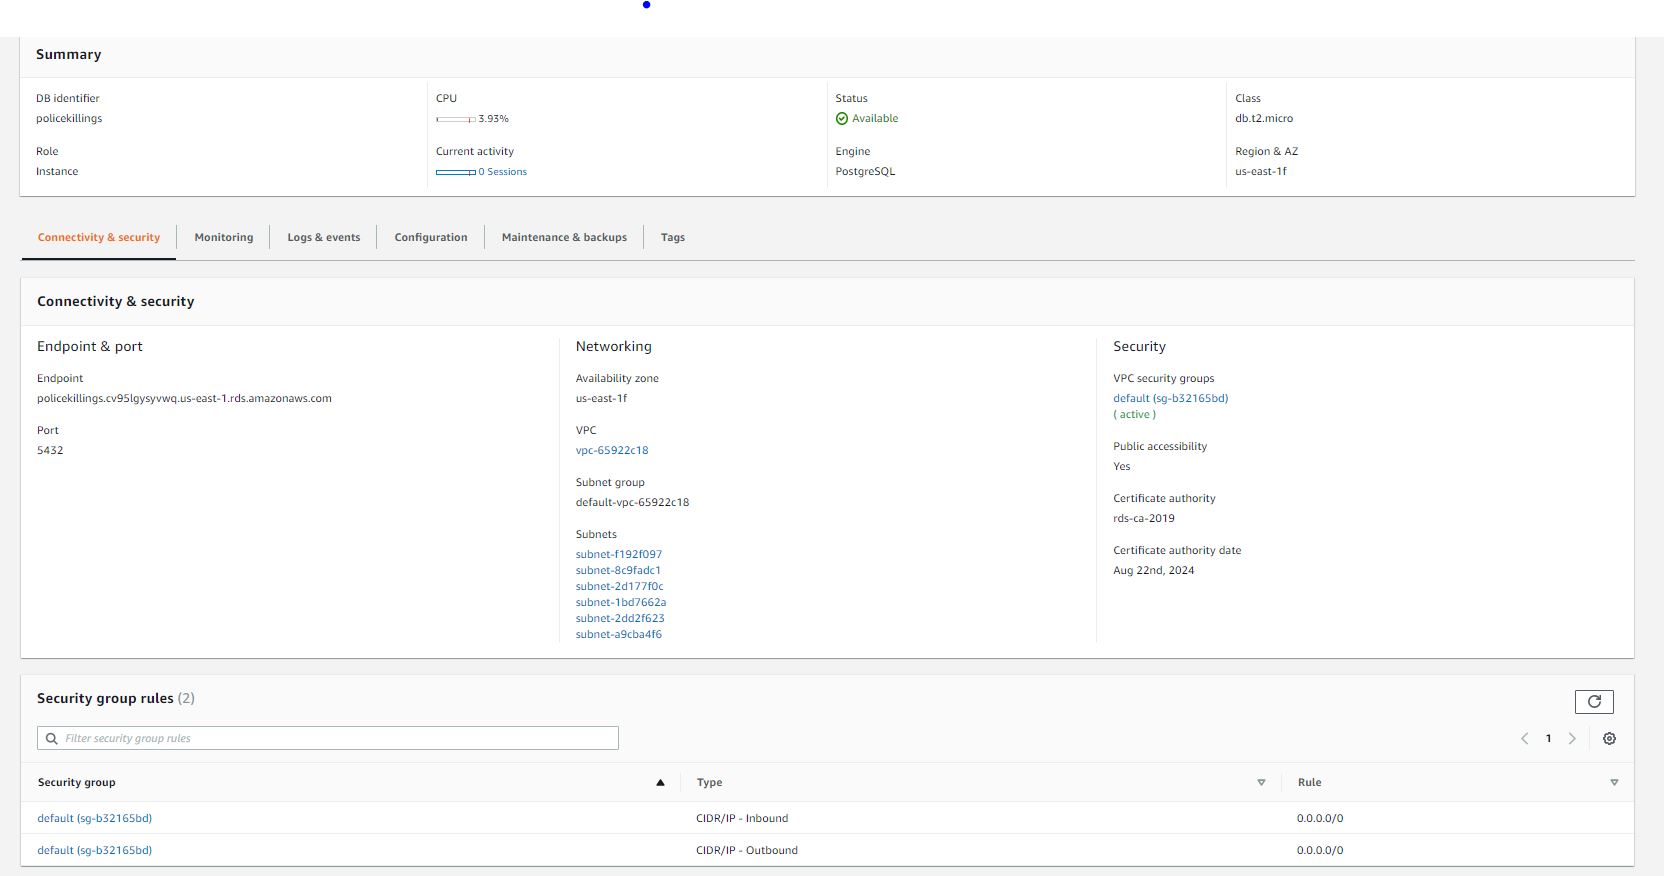 Summary
DB identifier
policekillings
CPU
3.93%
Status
Available
Class
db.t2.micro
Role
Instance
Current activity
0 Sessions
Engine
PostgreSQL
Region & AZ
us-east-1f
Connectivity & security
Monitoring
Logs & events
Configuration
Maintenance & backups
Tags
Connectivity & security
Endpoint & port
Endpoint
policekillings.cv95lgysyvwq.us-east-1.rds.amazonaws.com
Port
5432
Networking
Availability zone
us-east-1f
VPC
vpc-65922c18
Subnet group
default-vpc-65922c18
Subnets
subnet-f192f097
subnet-8c9fadc1
subnet-2d177f0c
subnet-1bd7662a
subnet-2dd2f623
subnet-a9cba4f6
Security
VPC security groups
default (sg-b32165bd)
( active )
Public accessibility
Yes
Certificate authority
rds-ca-2019
Certificate authority date
Aug 22nd, 2024
Security group rules (2)
Filter security group rules
1
Security group
Type
Rule
default (sg-b32165bd)
CIDR/IP - Inbound
0.0.0.0/0
default (sg-b32165bd)
CIDR/IP - Outbound
0.0.0.0/0